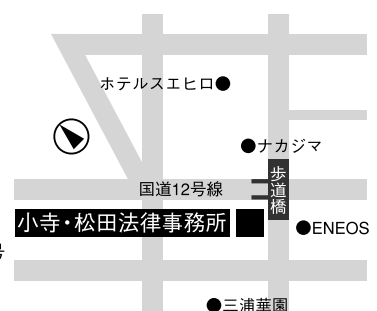 ホテルスエヒロ
ナカジマ
歩道橋
国道12号線
小寺・松田法律事務所
ENEOS
号
三浦華園